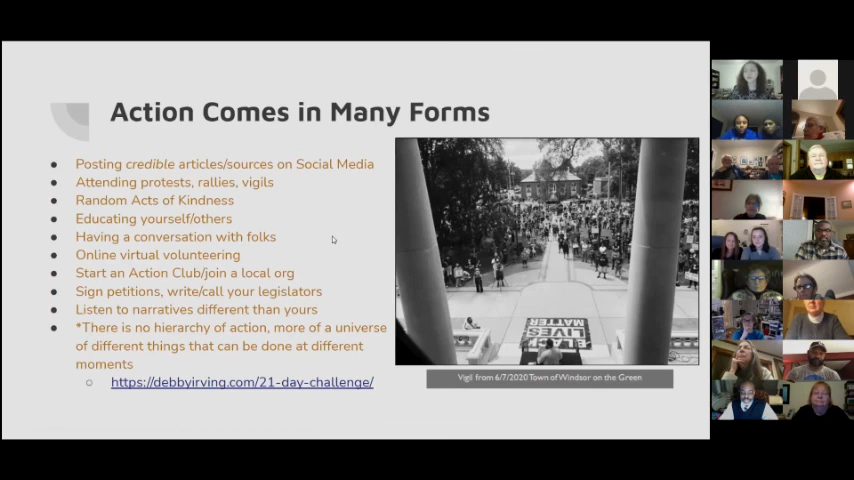 Action Comes in Many Forms
● Posting credible articles/sources on Social Media
● Attending protests, rallies, vigils
● Random Acts of Kindness
● Educating yourself/others
● Having a conversation with folks
● Online virtual volunteering
● Start an Action Club/join a local org
● Sign petitions, write/call your legislators
● Listen to narratives different than yours
● *There is no hierarchy of action, more of a universe
of different things that can be done at different
moments
○ https://debbyirving.com/21-day-challenge/
BLACK
LIVES
MATTER
Vigil from 6/7/2020 Town of Windsor on the Green